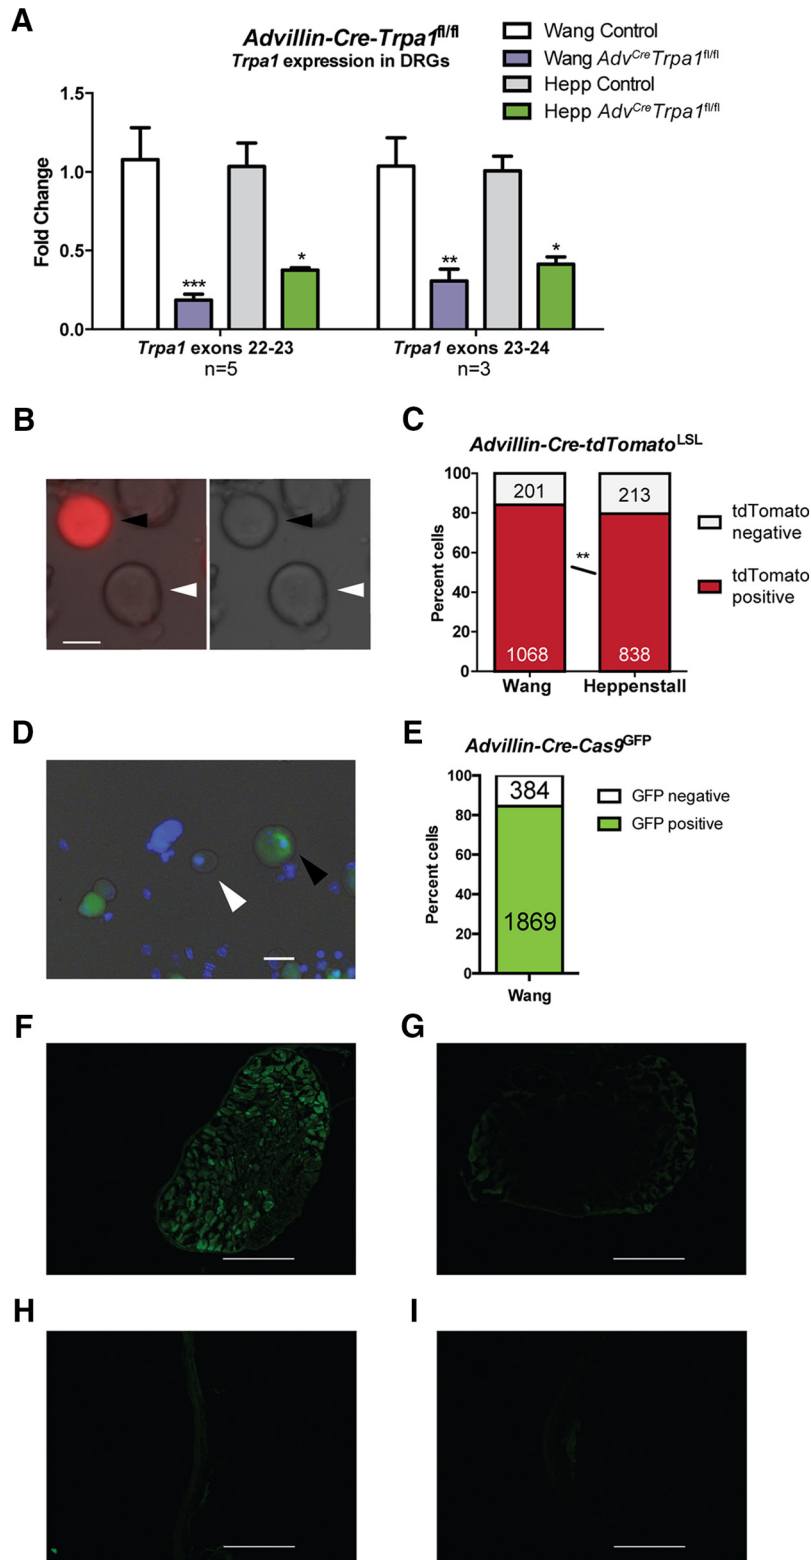 A
Advillin-Cre-Trpa1fl/fl
Trpa1 expression in DRGs
Wang Control
Wang AdvCreTrpa1fl/fl
Hepp Control
Hepp AdvCreTrpa1fl/fl
Fold Change
1.5
1.0
0.5
0.0
***
*
**
*
Trpa1 exons 22-23
n=5
Trpa1 exons 23-24
n=3
B
C
Advillin-Cre-tdTomatoLSL
Percent cells
100
80
60
40
20
0
201
213
**
1068
838
Wang
Heppenstall
tdTomato
negative
tdTomato
positive
D
E
Advillin-Cre-Cas9GFP
Percent cells
100
80
60
40
20
0
384
1869
Wang
GFP negative
GFP positive
F
G
H
I